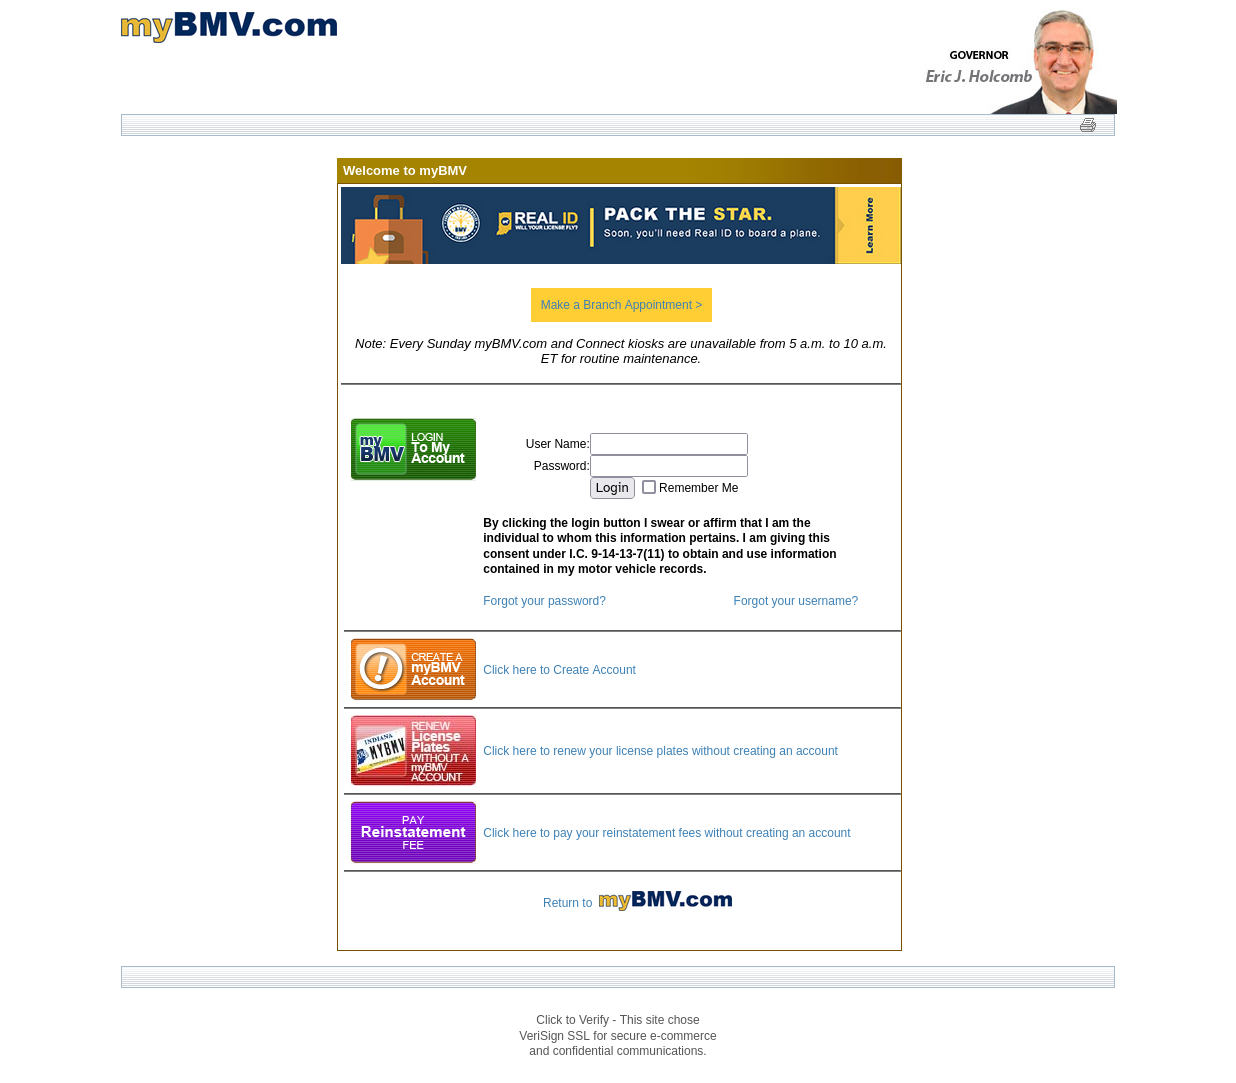 myBMV.com
GOVERNOR
Eric J. Holcomb
Welcome to myBMV
BMV
REAL ID
WILL YOUR LICENSE FLY?
PACK THE STAR.
Soon, you'll need Real ID to board a plane.
Learn More
Make a Branch Appointment >
Note: Every Sunday myBMV.com and Connect kiosks are unavailable from 5 a.m. to 10 a.m.
ET for routine maintenance.
my
BMV
LOGIN
To My
Account
User Name:
Password:
Login
Remember Me
By clicking the login button I swear or affirm that I am the
individual to whom this information pertains. I am giving this
consent under I.C. 9-14-13-7(11) to obtain and use information
contained in my motor vehicle records.
Forgot your password?
Forgot your username?
CREATE A
myBMV
Account
Click here to Create Account
INDIANA
MYBMV
RENEW
License
Plates
WITHOUT A
myBMV
ACCOUNT
Click here to renew your license plates without creating an account
PAY
Reinstatement
FEE
Click here to pay your reinstatement fees without creating an account
Return to myBMV.com
Click to Verify - This site chose
VeriSign SSL for secure e-commerce
and confidential communications.